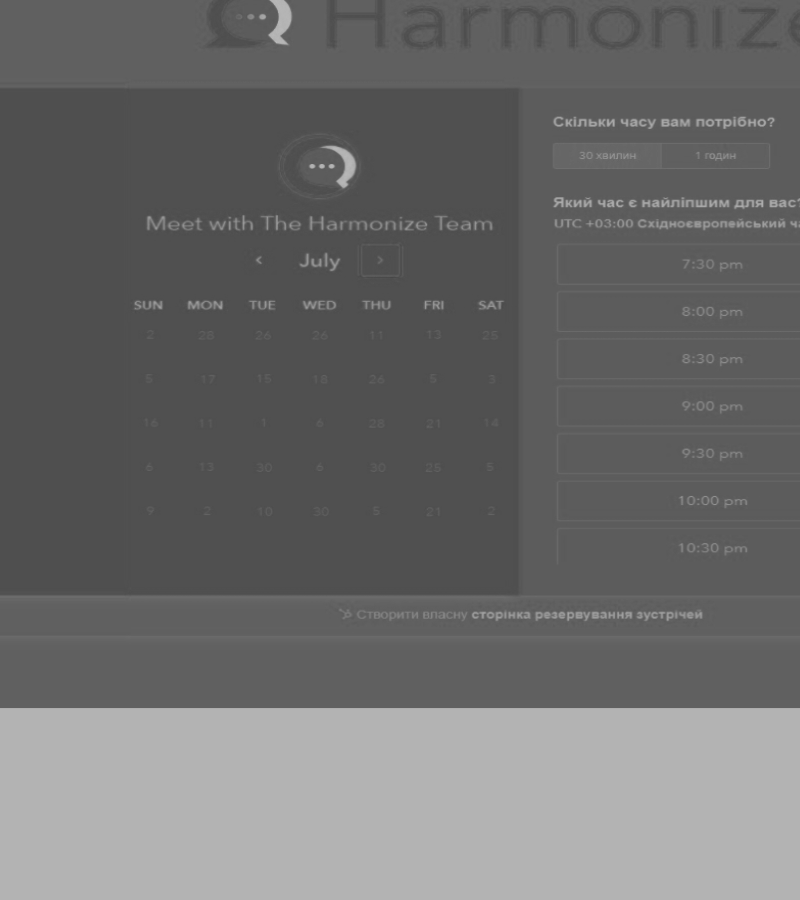 Harmonize
Скільки часу вам потрібно?
30 хвилин 1 годин
Meet with The Harmonize Team
Який час є найліпшим для вас?
UTC +03:00 Східноєвропейський
‹ July ›
7:30 pm
SUN MON TUE WED THU FRI SAT
8:00 pm
2 28 26 26 11 13 25
8:30 pm
5 17 15 18 26 5 3
9:00 pm
16 11 1 4 28 21 14
9:30 pm
6 13 30 6 30 25 5
10:00 pm
9 2 10 30 5 21 2
10:30 pm
Створити власну сторінка резервування зустрічей